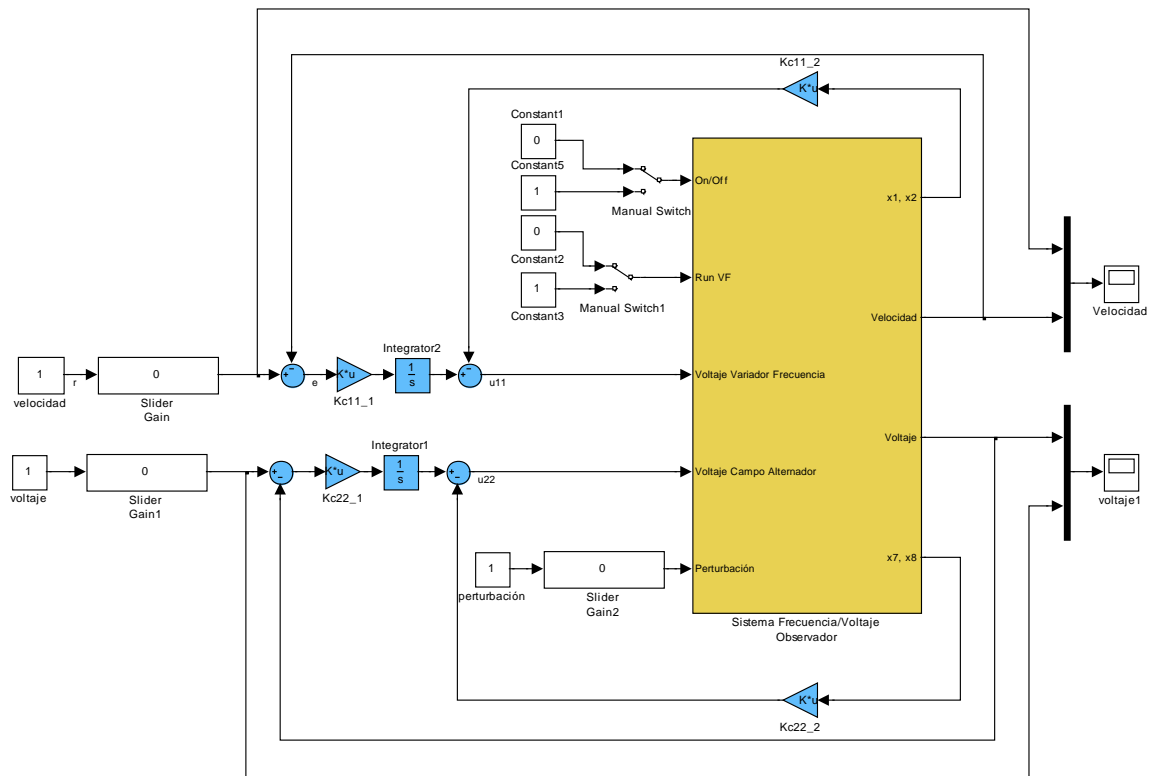 Kc11_2
K*u
Constant1
0
Constant5
1
Manual Switch
0
Constant2
1
Constant3
Manual Switch1
On/Off
Run VF
Voltaje Variador Frecuencia
Voltaje Campo Alternador
Perturbación
x1, x2
Velocidad
Voltaje
x7, x8
Sistema Frecuencia/Voltaje
Observador
Velocidad
voltaje1
1
velocidad
r
0
Slider
Gain
+
−
e
K*u
Kc11_1
Integrator2
1
s
+
−
u11
1
voltaje
0
Slider
Gain1
+
−
K*u
Kc22_1
Integrator1
1
s
+
−
u22
1
perturbación
0
Slider
Gain2
K*u
Kc22_2